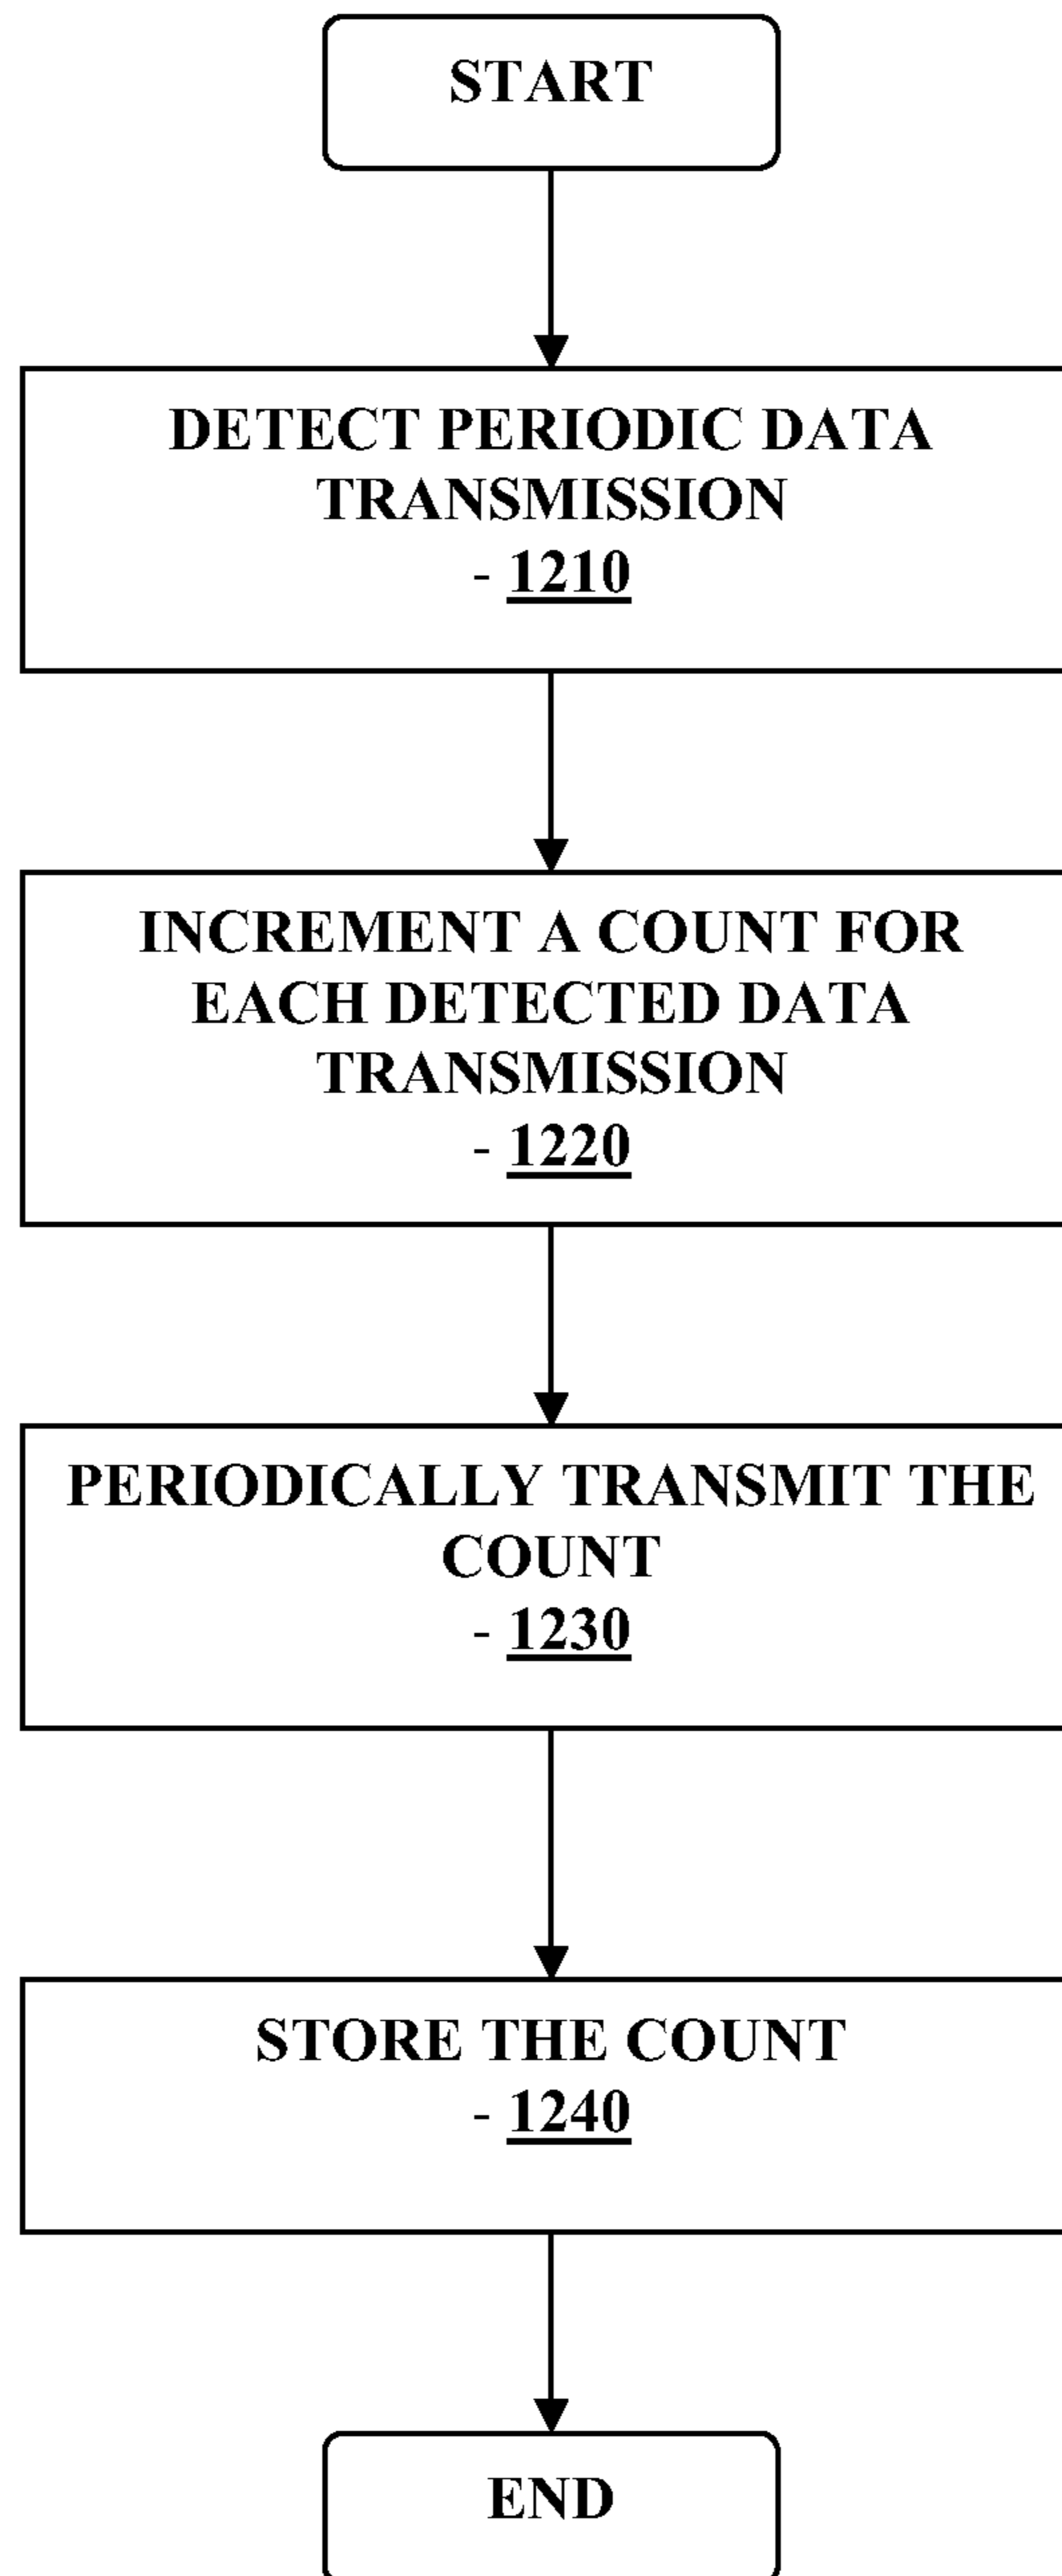 START
DETECT PERIODIC DATA
TRANSMISSION
- 1210
INCREMENT A COUNT FOR
EACH DETECTED DATA
TRANSMISSION
- 1220
PERIODICALLY TRANSMIT THE
COUNT
- 1230
STORE THE COUNT
- 1240
END